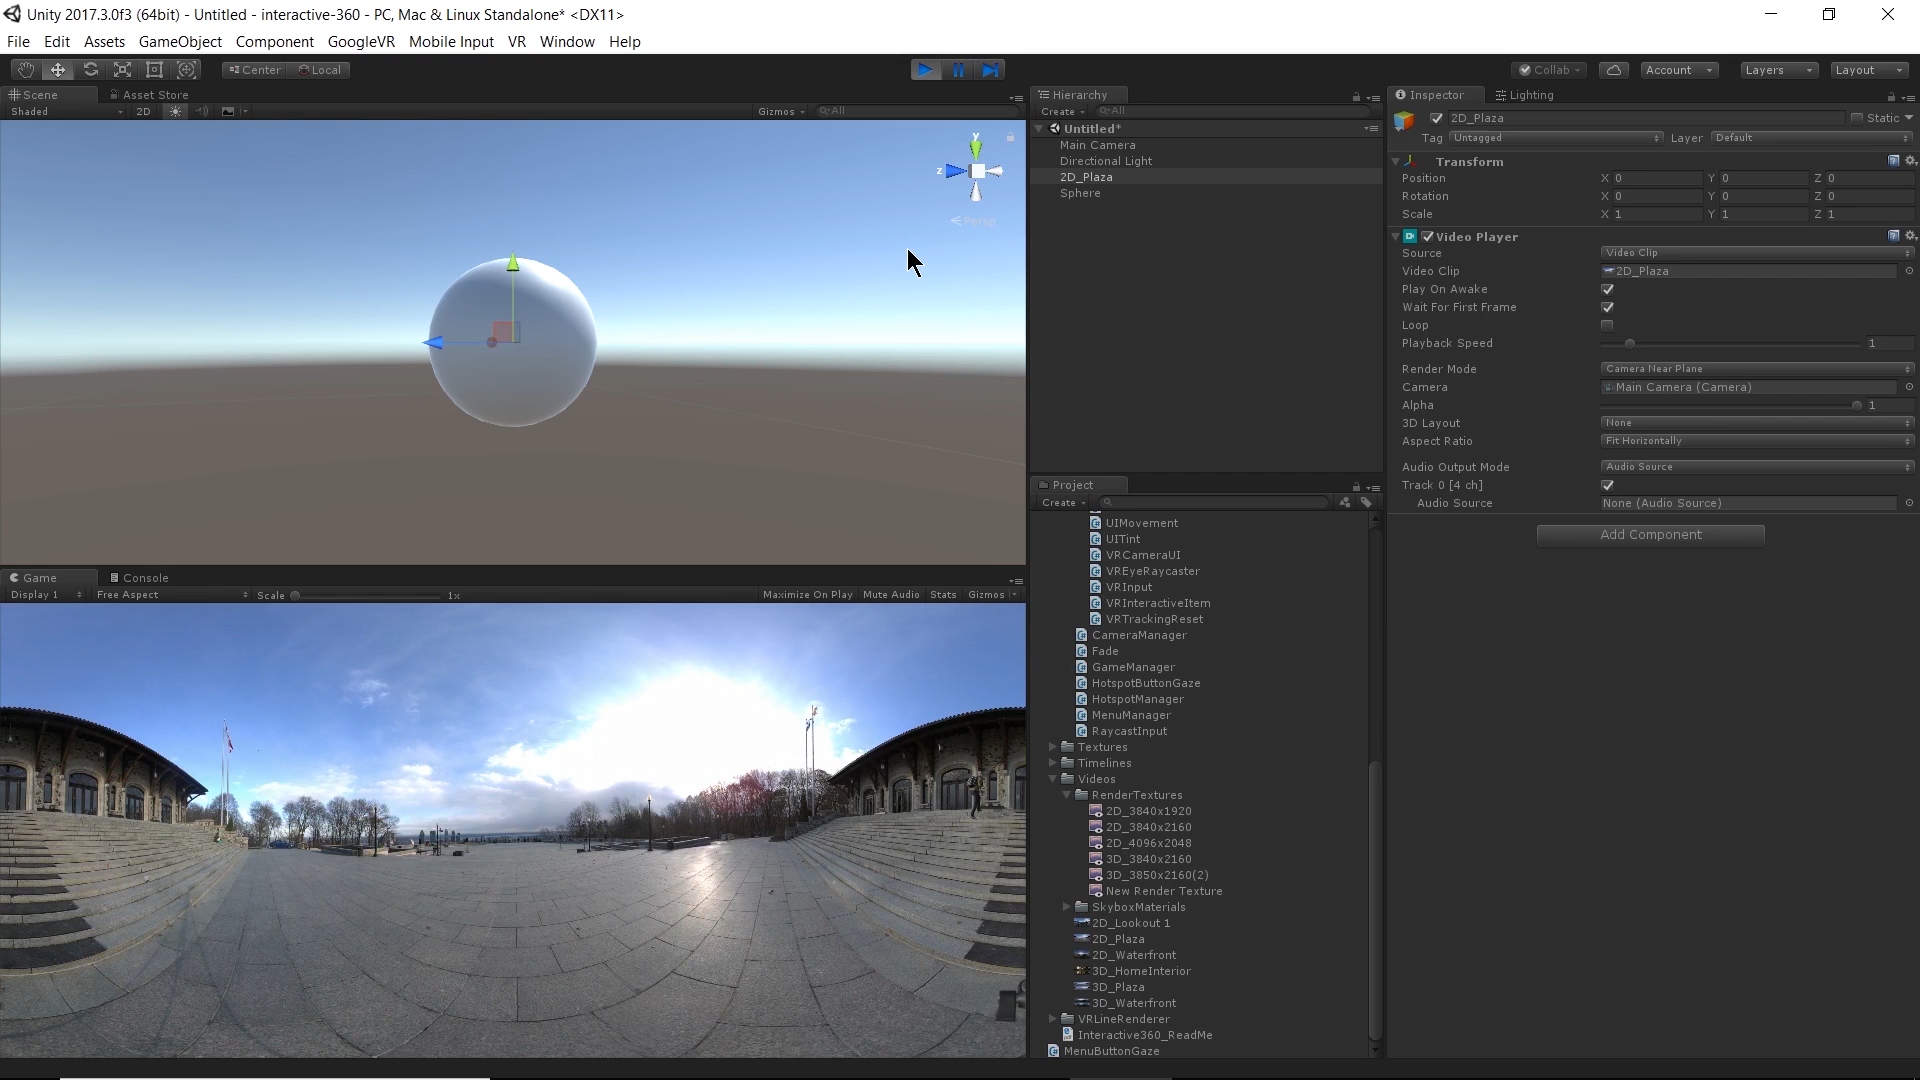 Unity 2017.3.0f3 (64bit) - Untitled - interactive-360 - PC, Mac & Linux Standalone* <DX11>
File Edit Assets GameObject Component GoogleVR Mobile Input VR Window Help
Center Local Collab Account Layers Layout
Scene Asset Store
Shaded 2D Gizmos All
y
z
Persp
Game Console
Display 1 Free Aspect Scale 1x Maximize On Play Mute Audio Stats Gizmos
Hierarchy
Create All
Untitled*
Main Camera
Directional Light
2D_Plaza
Sphere
Project
Create
UIMovement
UITint
VRCameraUI
VREyeRaycaster
VRInput
VRInteractiveItem
VRTrackingReset
CameraManager
Fade
GameManager
HotspotButtonGaze
HotspotManager
MenuManager
RaycastInput
Textures
Timelines
Videos
RenderTextures
2D_3840x1920
2D_3840x2160
2D_4096x2048
3D_3840x2160
3D_3850x2160(2)
New Render Texture
SkyboxMaterials
2D_Lookout 1
2D_Plaza
2D_Waterfront
3D_HomeInterior
3D_Plaza
3D_Waterfront
VRLineRenderer
Interactive360_ReadMe
MenuButtonGaze
Inspector Lighting
2D_Plaza Static
Tag Untagged Layer Default
Transform
Position X 0 Y 0 Z 0
Rotation X 0 Y 0 Z 0
Scale X 1 Y 1 Z 1
Video Player
Source Video Clip
Video Clip 2D_Plaza
Play On Awake
Wait For First Frame
Loop
Playback Speed 1
Render Mode Camera Near Plane
Camera Main Camera (Camera)
Alpha 1
3D Layout None
Aspect Ratio Fit Horizontally
Audio Output Mode Audio Source
Track 0 [4 ch]
Audio Source None (Audio Source)
Add Component